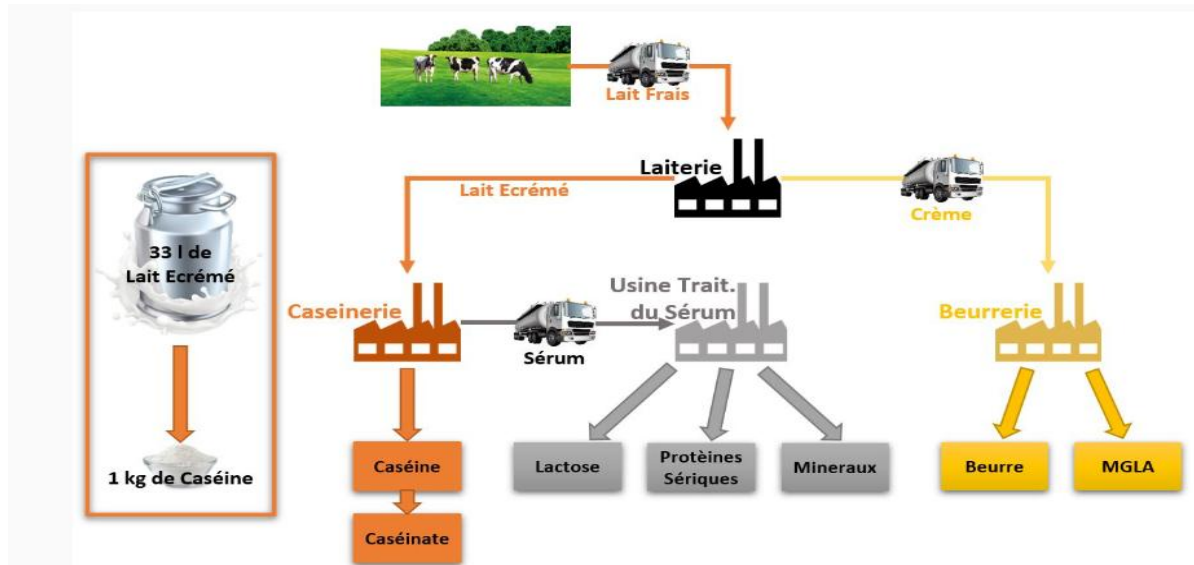 Lait Frais
Laiterie
Lait Ecrémé
Crème
33 l de
Lait Ecrémé
1 kg de Caséine
Caseinerie
Sérum
Usine Trait.
du Sérum
Beurrerie
Caséine
Caséinate
Lactose
Protèines
Sériques
Mineraux
Beurre
MGLA